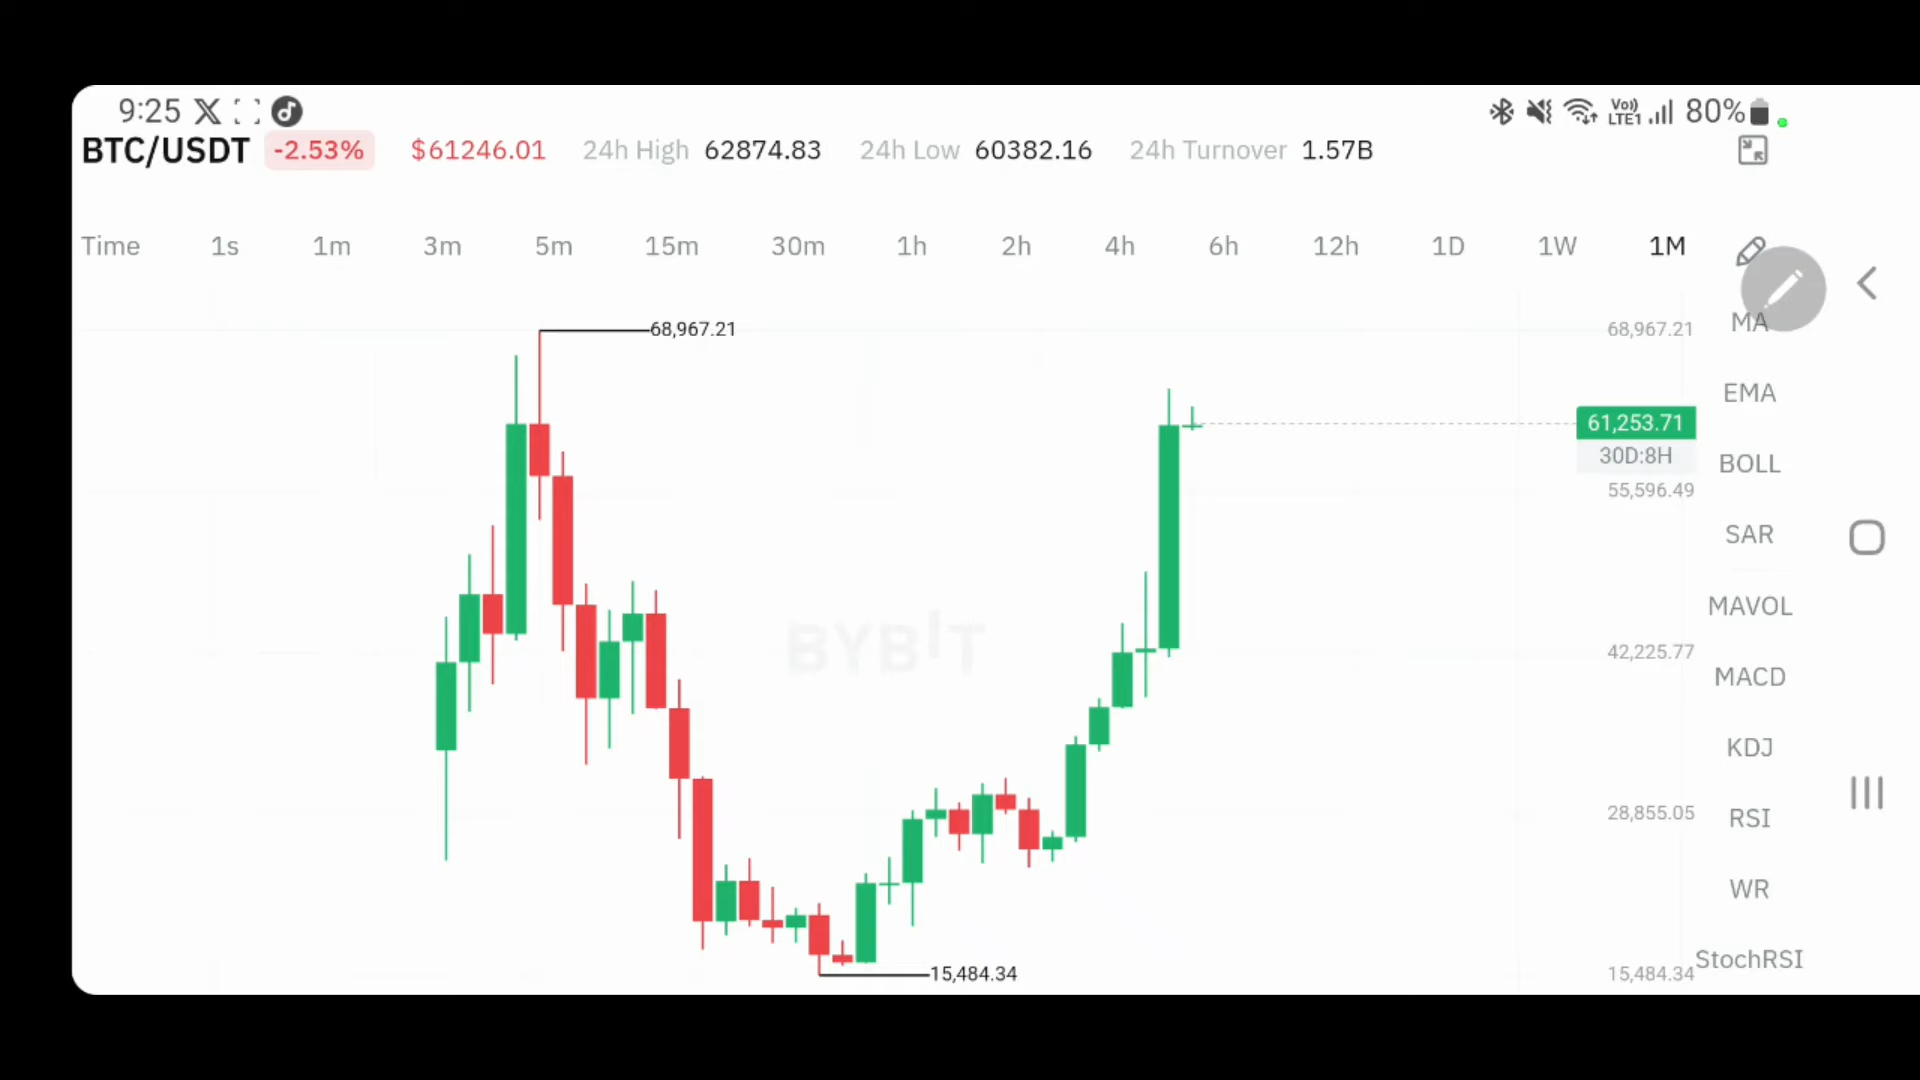 9:25 80%
Vo))
LTE1
BTC/USDT -2.53% $61246.01 24h High 62874.83 24h Low 60382.16 24h Turnover 1.57B
Time 1s 1m 3m 5m 15m 30m 1h 2h 4h 6h 12h 1D 1W 1M
68,967.21 68,967.21 MA
EMA
61,253.71
30D:8H BOLL
55,596.49
SAR
MAVOL
BYBIT 42,225.77
MACD
KDJ
28,855.05 RSI
WR
StochRSI
15,484.34 15,484.34